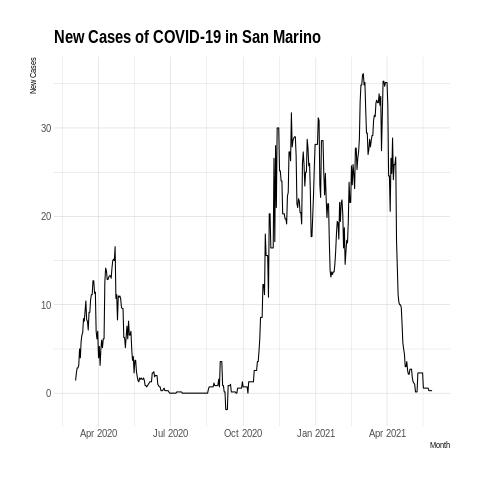 New Cases of COVID-19 in San Marino
New Cases
30
20
10
0
Apr 2020 Jul 2020 Oct 2020 Jan 2021 Apr 2021
Month